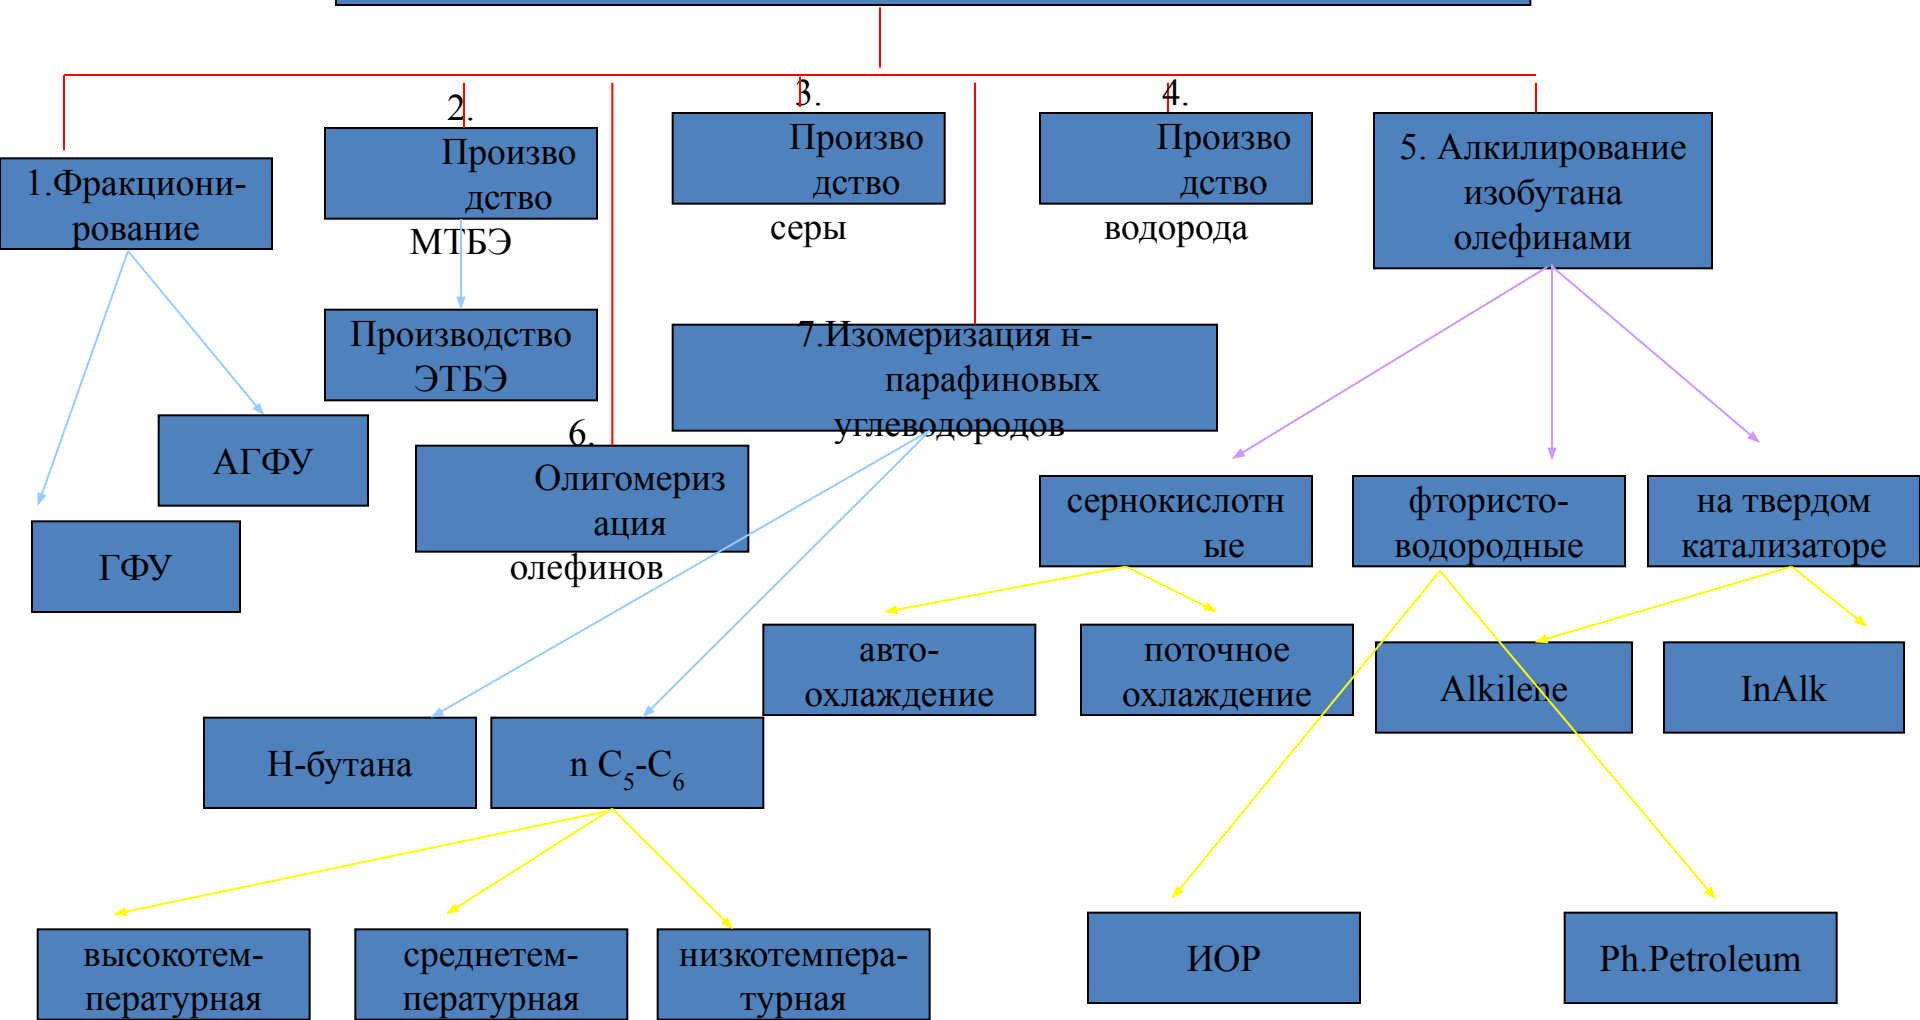 1.Фракциони-
рование
2.
Произво
дство
МТБЭ
3.
Произво
дство
серы
4.
Произво
дство
водорода
5. Алкилирование
изобутана
олефинами
Производство
ЭТБЭ
7.Изомеризация н-
парафиновых
углеводородов
АГФУ
ГФУ
6.
Олигомериз
ация
олефинов
сернокислотн
ые
фтористо-
водородные
на твердом
катализаторе
авто-
охлаждение
поточное
охлаждение
Alkilene
InAlk
Н-бутана
n C₅-C₆
высокотем-
пературная
среднетем-
пературная
низкотемпера-
турная
ИОР
Ph.Petroleum